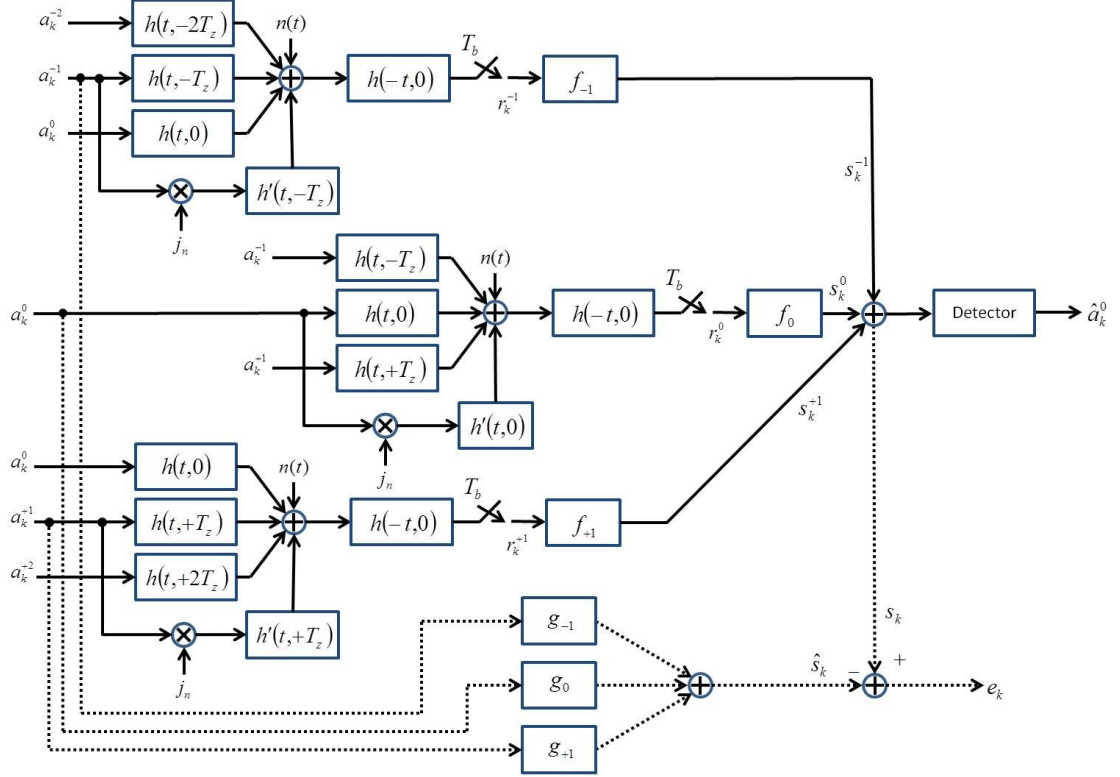 a_k^{-2} h(t,-2T_z) n(t)
a_k^{-1} h(t,-T_z) h(-t,0) T_b r_k^{-1} f_{-1}
a_k^0 h(t,0)
h'(t,-T_z) s_k^{-1}
j_n
a_k^{-1} h(t,-T_z) n(t)
a_k^0 h(t,0) h(-t,0) T_b r_k^0 f_0 s_k^0 Detector â_k^0
a_k^{+1} h(t,+T_z)
h'(t,0) s_k^{+1}
j_n
a_k^0 h(t,0) n(t)
a_k^{+1} h(t,+T_z) h(-t,0) T_b r_k^{+1} f_{+1}
a_k^{+2} h(t,+2T_z)
h'(t,+T_z)
j_n
g_{-1} s_k
g_0 ŝ_k - + e_k
g_{+1}